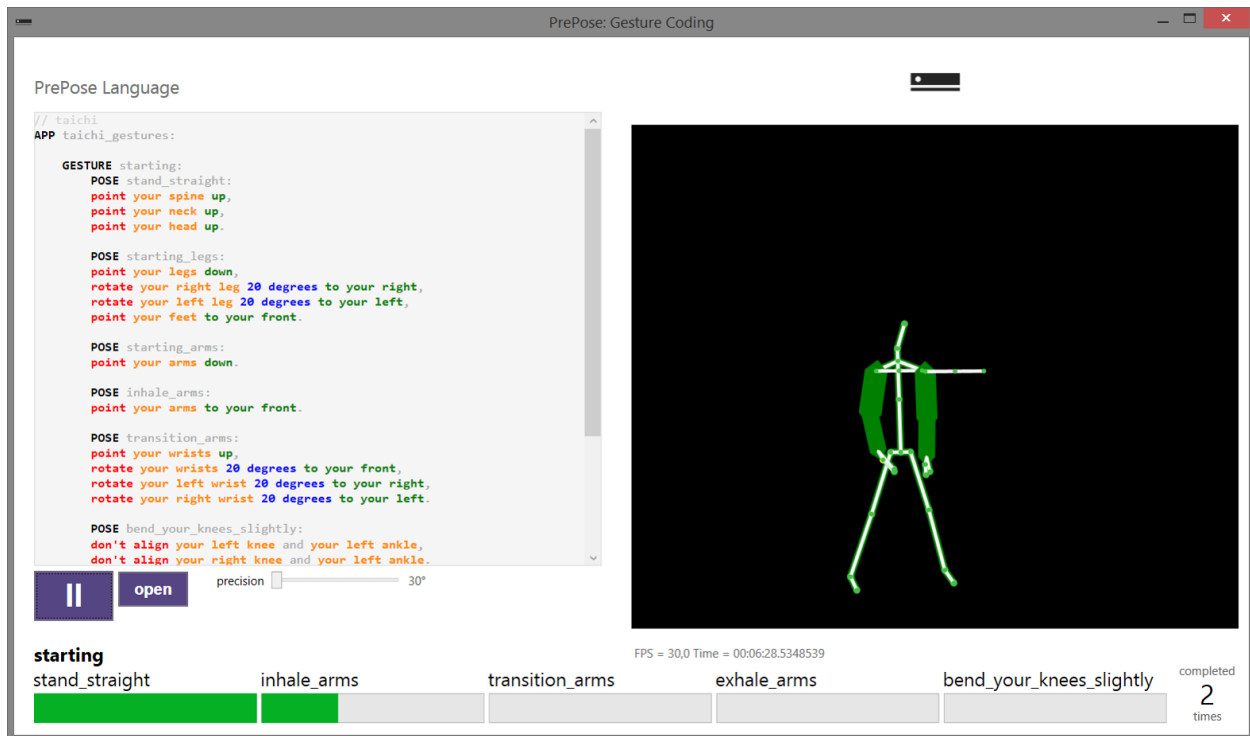 PrePose: Gesture Coding
PrePose Language
// taichi
APP taichi_gestures:
GESTURE starting:
POSE stand_straight:
point your spine up,
point your neck up,
point your head up.
POSE starting_legs:
point your legs down,
rotate your right leg 20 degrees to your right,
rotate your left leg 20 degrees to your left,
point your feet to your front.
POSE starting_arms:
point your arms down.
POSE inhale_arms:
point your arms to your front.
POSE transition_arms:
point your wrists up,
rotate your wrists 20 degrees to your front,
rotate your left wrist 20 degrees to your right,
rotate your right wrist 20 degrees to your left.
POSE bend_your_knees_slightly:
don't align your left knee and your left ankle,
don't align your right knee and your left ankle.
open
precision
30°
FPS = 30,0 Time = 00:06:28.5348539
starting
stand_straight
inhale_arms
transition_arms
exhale_arms
bend_your_knees_slightly
completed
2
times